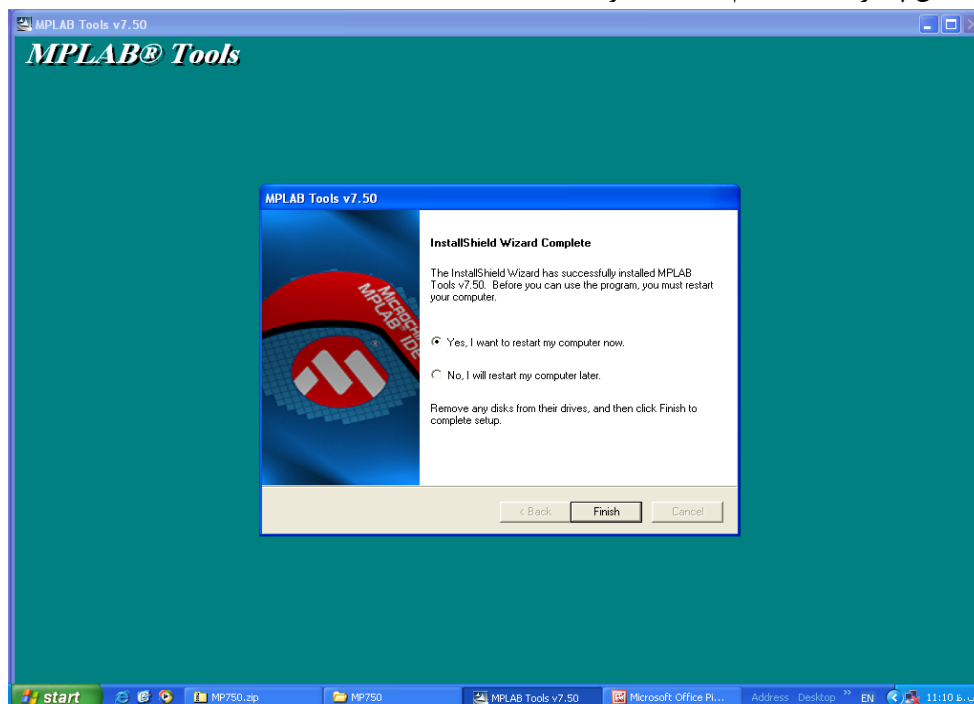 MPLAB Tools v7.50
MPLAB® Tools
MPLAB Tools v7.50
InstallShield Wizard Complete
The InstallShield Wizard has successfully installed MPLAB
Tools v7.50. Before you can use the program, you must restart
your computer.
MICROCHIP
MPLAB® IDE
Yes, I want to restart my computer now.
No, I will restart my computer later.
Remove any disks from their drives, and then click Finish to
complete setup.
< Back
Finish
Cancel
start
MP750.zip
MP750
MPLAB Tools v7.50
Microsoft Office Pi...
Address
Desktop
»
EN
11:10